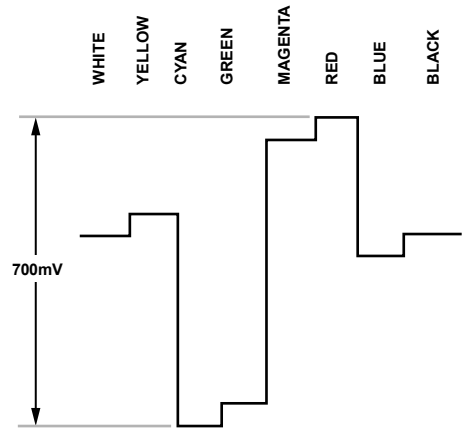 WHITE
YELLOW
CYAN
GREEN
MAGENTA
RED
BLUE
BLACK
700mV